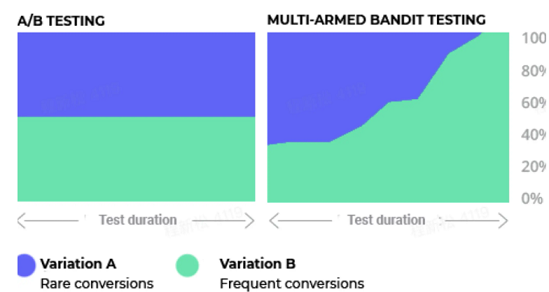 A/B TESTING
MULTI-ARMED BANDIT TESTING
100
80%
60%
40%
20%
0%
Test duration
Test duration
Variation A
Rare conversions
Variation B
Frequent conversions